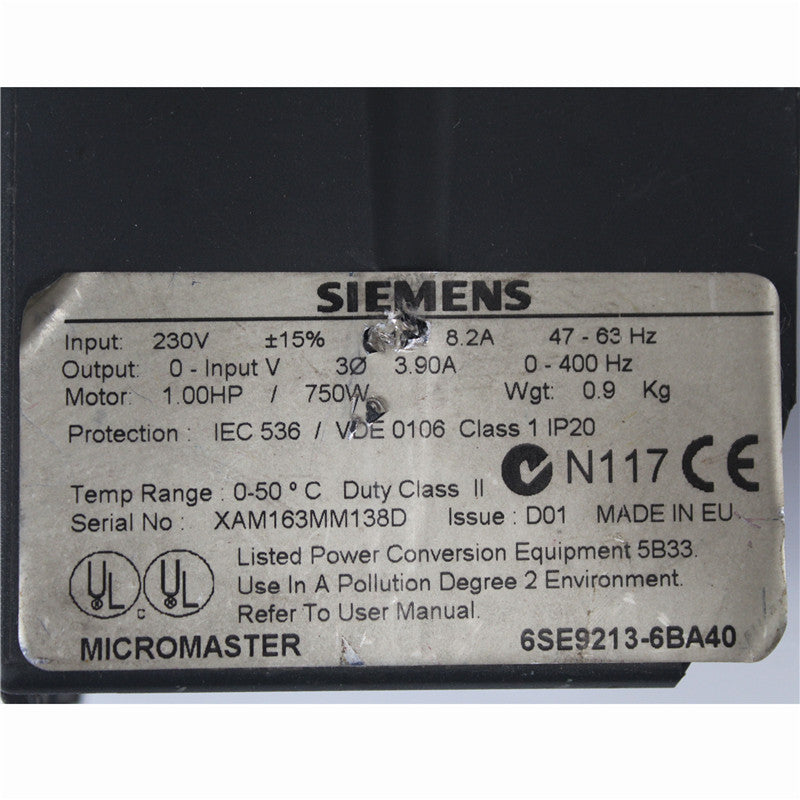 SIEMENS
Input: 230V ±15% 8.2A 47 - 63 Hz
Output: 0 - Input V 3Ø 3.90A 0 - 400 Hz
Motor: 1.00HP / 750W Wgt: 0.9 Kg
Protection : IEC 536 / VDE 0106 Class 1 IP20
N117 CE
Temp Range : 0-50 º C Duty Class II
Serial No : XAM163MM138D Issue : D01 MADE IN EU
Listed Power Conversion Equipment 5B33.
UL C UL Use In A Pollution Degree 2 Environment.
Refer To User Manual.
MICROMASTER 6SE9213-6BA40